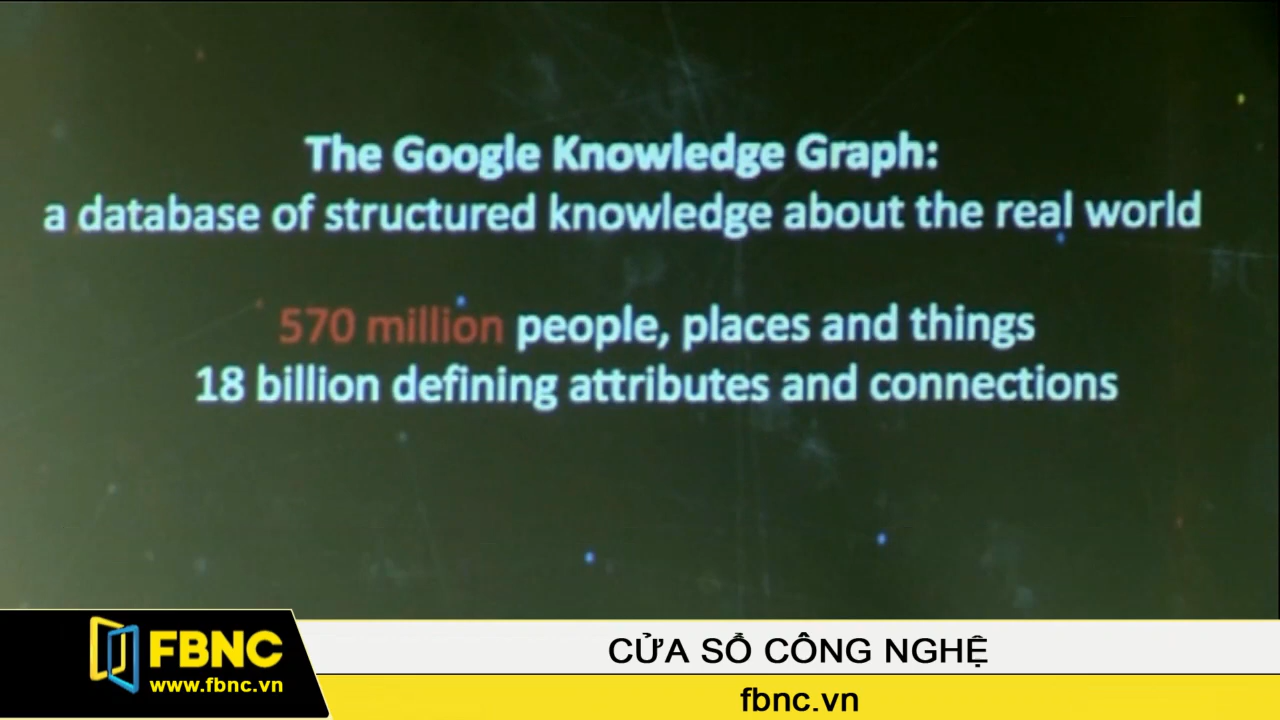 The Google Knowledge Graph:
a database of structured knowledge about the real world
570 million people, places and things
18 billion defining attributes and connections
FBNC
www.fbnc.vn
CỬA SỔ CÔNG NGHỆ
fbnc.vn